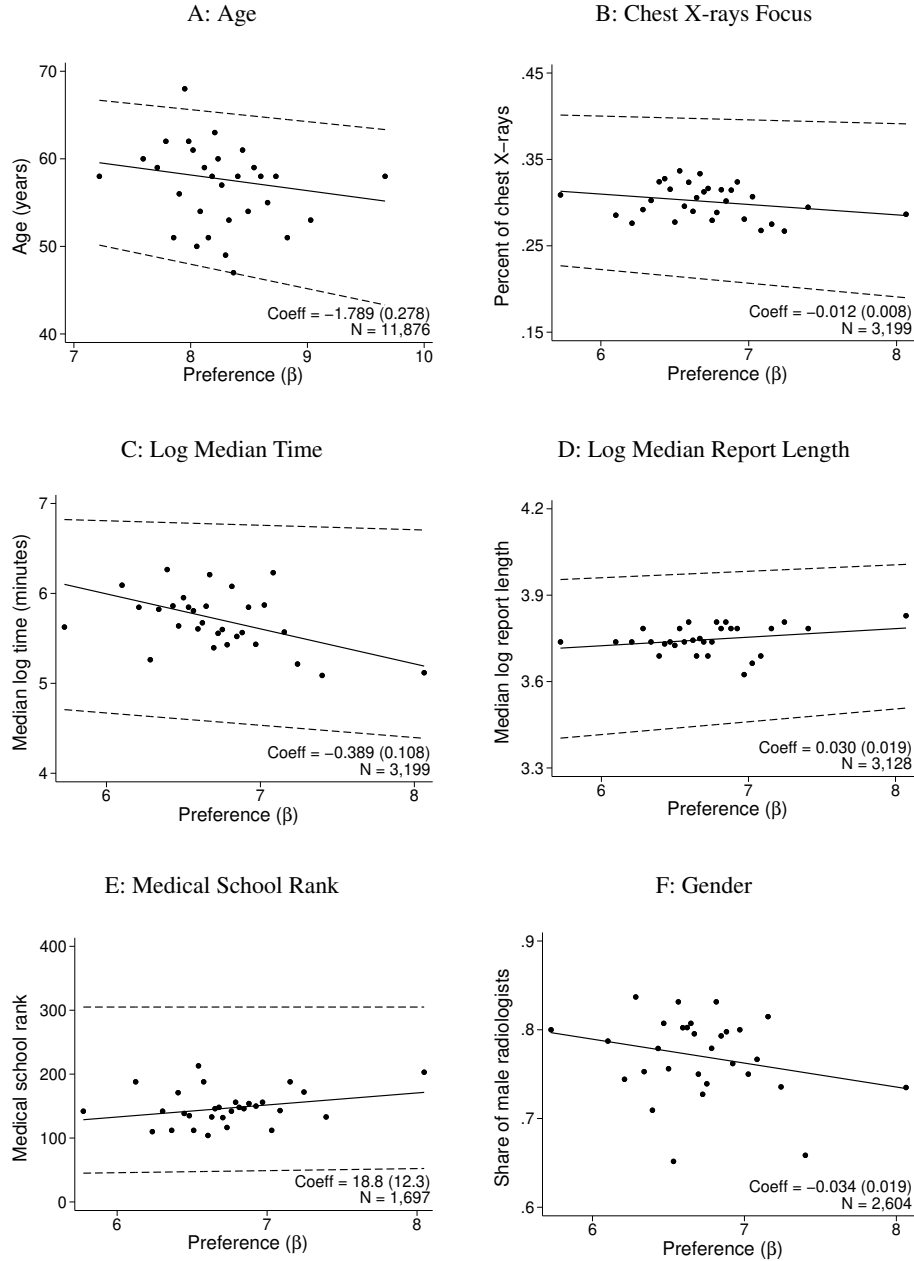 A: Age
70
60
50
40
Age (years)
Coeff = −1.789 (0.278)
N = 11,876
7
8
9
10
Preference (β)
B: Chest X-rays Focus
.45
.35
.25
.15
Percent of chest X−rays
Coeff = −0.012 (0.008)
N = 3,199
6
7
8
Preference (β)
C: Log Median Time
7
6
5
4
Median log time (minutes)
Coeff = −0.389 (0.108)
N = 3,199
6
7
8
Preference (β)
D: Log Median Report Length
4.2
3.9
3.6
3.3
Median log report length
Coeff = 0.030 (0.019)
N = 3,128
6
7
8
Preference (β)
E: Medical School Rank
400
300
200
100
0
Medical school rank
Coeff = 18.8 (12.3)
N = 1,697
6
7
8
Preference (β)
F: Gender
.9
.8
.7
.6
Share of male radiologists
Coeff = −0.034 (0.019)
N = 2,604
6
7
8
Preference (β)